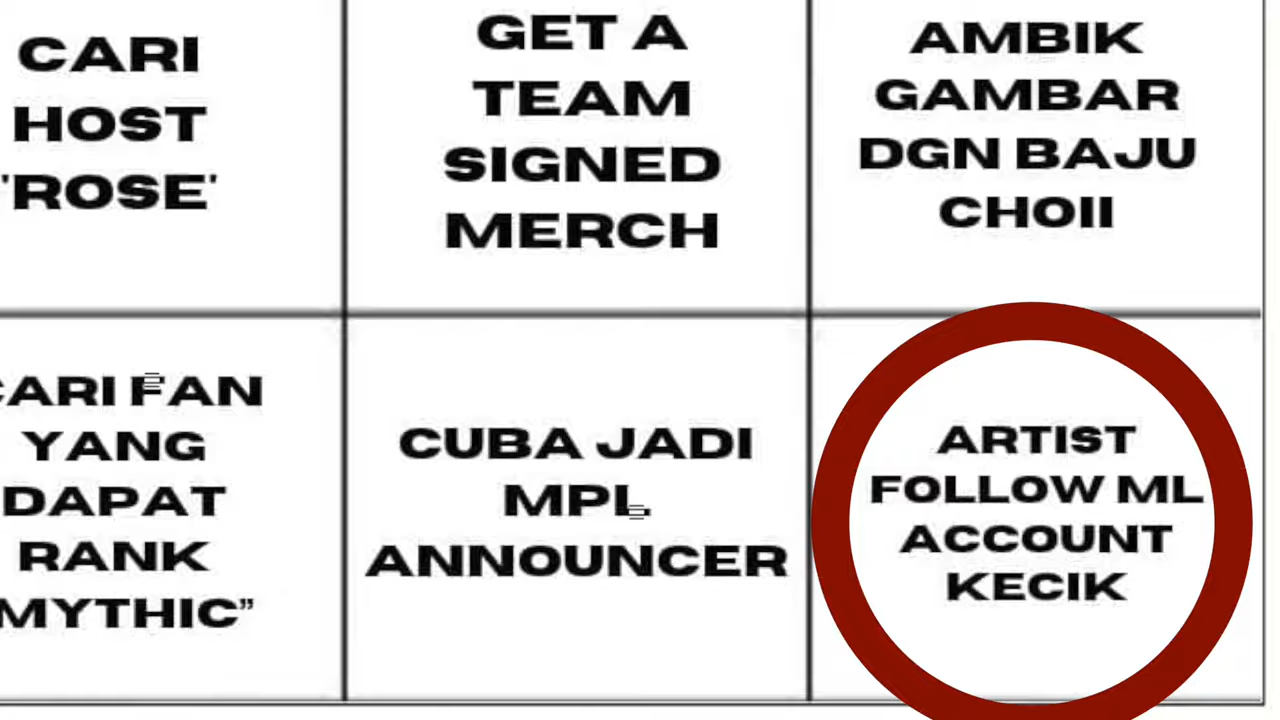 CARI
HOST
'ROSE'
GET A
TEAM
SIGNED
MERCH
AMBIK
GAMBAR
DGN BAJU
CHOII
CARI FAN
YANG
DAPAT
RANK
MYTHIC”
CUBA JADI
MPL
ANNOUNCER
ARTIST
FOLLOW ML
ACCOUNT
KECIK